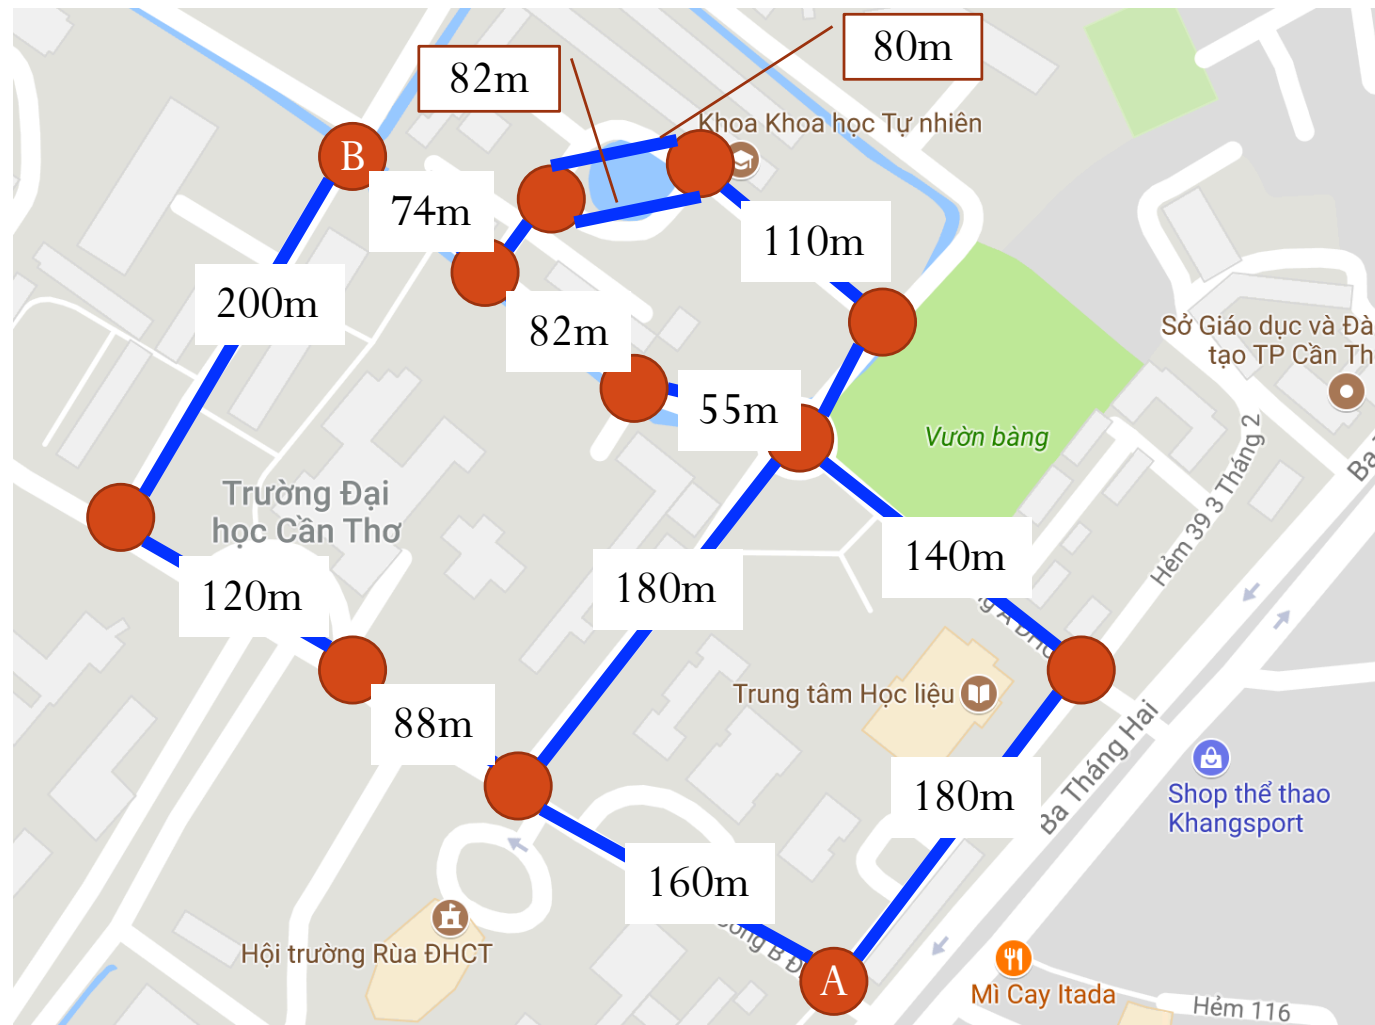 80m
82m
Khoa Khoa học Tự nhiên
B
74m
110m
200m
82m
Sở Giáo dục và Đà
tạo TP Cần Th
55m
Vườn bàng
Ba
Trường Đại
học Cần Thơ
Hẻm 39 3 Tháng 2
140m
180m
120m
Trung tâm Học liệu
88m
Ba Tháng Hai
180m
Shop thể thao
Khangsport
160m
Hội trường Rùa ĐHCT
A
Mì Cay Itada
Hẻm 116